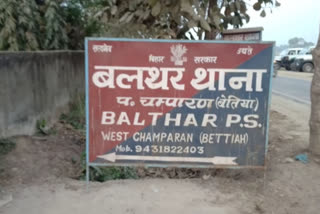 सत्यमेव जयते
बिहार सरकार
बलथर थाना
प. चम्पारण (बेतिया)
BALTHAR P.S.
WEST CHAMPARAN (BETTIAH)
Mob. 9431822403